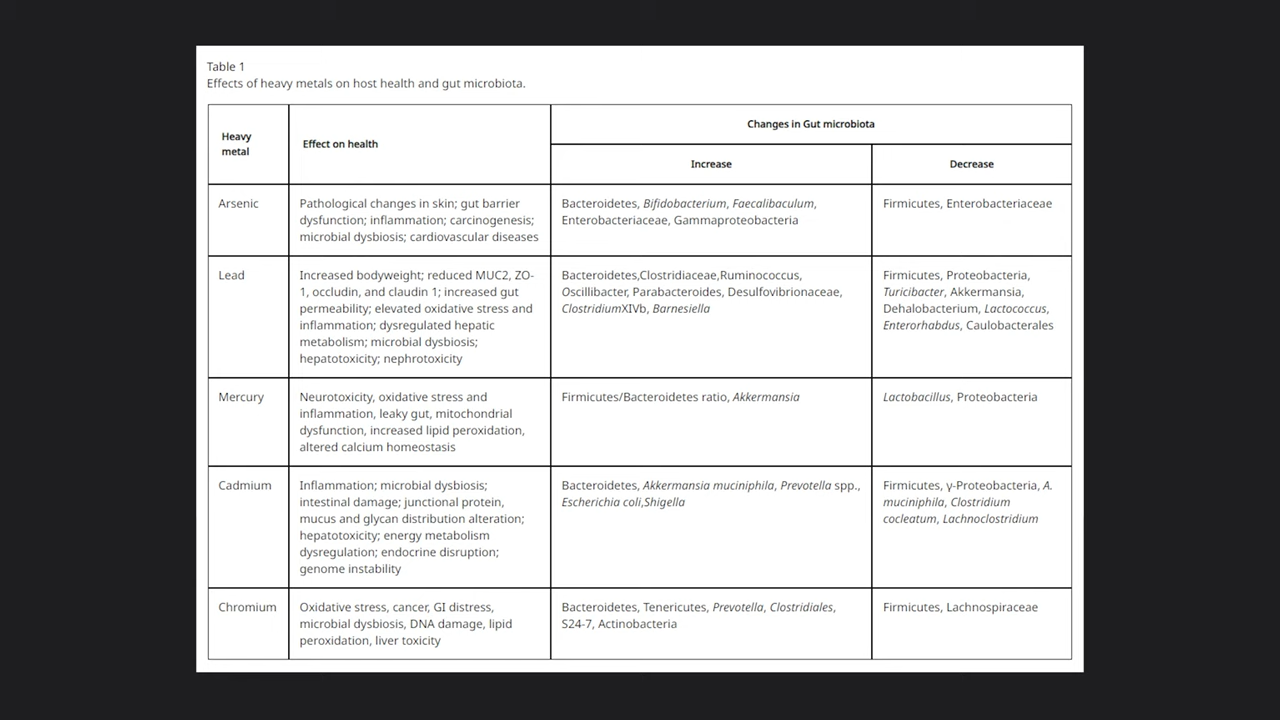 Table 1
Effects of heavy metals on host health and gut microbiota.
Heavy
metal
Effect on health
Changes in Gut microbiota
Increase
Decrease
Arsenic
Pathological changes in skin; gut barrier
dysfunction; inflammation; carcinogenesis;
microbial dysbiosis; cardiovascular diseases
Bacteroidetes, Bifidobacterium, Faecalibaculum,
Enterobacteriaceae, Gammaproteobacteria
Firmicutes, Enterobacteriaceae
Lead
Increased bodyweight; reduced MUC2, ZO-
1, occludin, and claudin 1; increased gut
permeability; elevated oxidative stress and
inflammation; dysregulated hepatic
metabolism; microbial dysbiosis;
hepatotoxicity; nephrotoxicity
Bacteroidetes,Clostridiaceae,Ruminococcus,
Oscillibacter, Parabacteroides, Desulfovibrionaceae,
ClostridiumXIVb, Barnesiella
Firmicutes, Proteobacteria,
Turicibacter, Akkermansia,
Dehalobacterium, Lactococcus,
Enterorhabdus, Caulobacterales
Mercury
Neurotoxicity, oxidative stress and
inflammation, leaky gut, mitochondrial
dysfunction, increased lipid peroxidation,
altered calcium homeostasis
Firmicutes/Bacteroidetes ratio, Akkermansia
Lactobacillus, Proteobacteria
Cadmium
Inflammation; microbial dysbiosis;
intestinal damage; junctional protein,
mucus and glycan distribution alteration;
hepatotoxicity; energy metabolism
dysregulation; endocrine disruption;
genome instability
Bacteroidetes, Akkermansia muciniphila, Prevotella spp.,
Escherichia coli,Shigella
Firmicutes, γ-Proteobacteria, A.
muciniphila, Clostridium
cocleatum, Lachnoclostridium
Chromium
Oxidative stress, cancer, GI distress,
microbial dysbiosis, DNA damage, lipid
peroxidation, liver toxicity
Bacteroidetes, Tenericutes, Prevotella, Clostridiales,
S24-7, Actinobacteria
Firmicutes, Lachnospiraceae